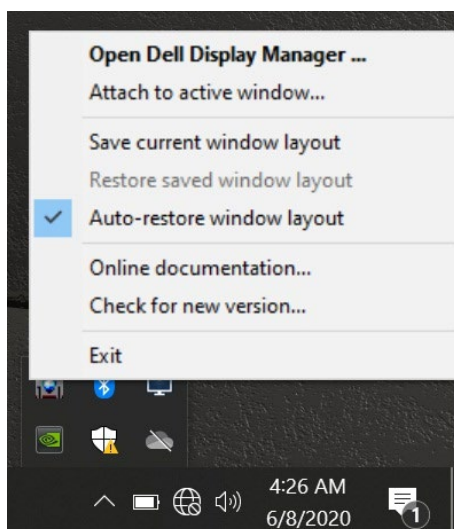 Open Dell Display Manager ...
Attach to active window...
Save current window layout
Restore saved window layout
Auto-restore window layout
Online documentation...
Check for new version...
Exit
4:26 AM
6/8/2020
1